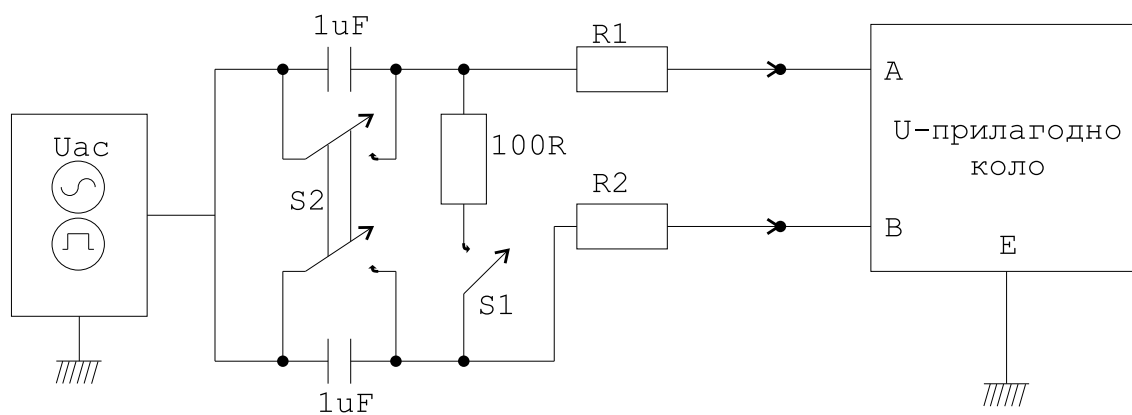 1uF
R1
A
Uac
100R
U-прилагодно
коло
S2
R2
B
E
S1
1uF